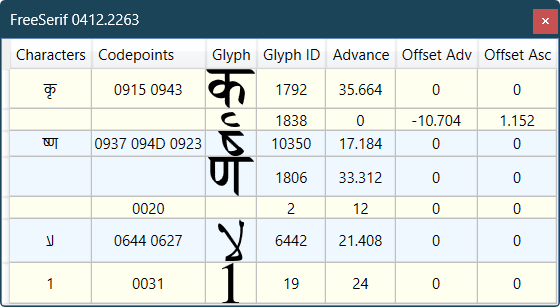 FreeSerif 0412.2263
Characters Codepoints Glyph Glyph ID Advance Offset Adv Offset Asc
कृ 0915 0943 क 1792 35.664 0 0
ृ 1838 0 -10.704 1.152
ष्ण 0937 094D 0923 ष् 10350 17.184 0 0
ण 1806 33.312 0 0
0020 2 12 0 0
لا 0644 0627 لا 6442 21.408 0 0
1 0031 1 19 24 0 0